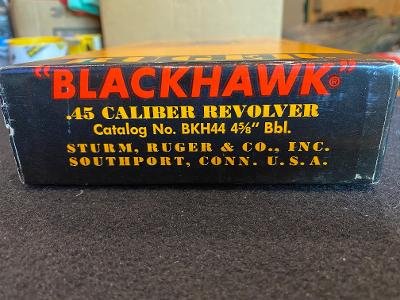 "BLACKHAWK"®
.45 CALIBER REVOLVER
Catalog No. BKH44 4⅝" Bbl.
STURM, RUGER & CO., INC.
SOUTHPORT, CONN. U.S.A.